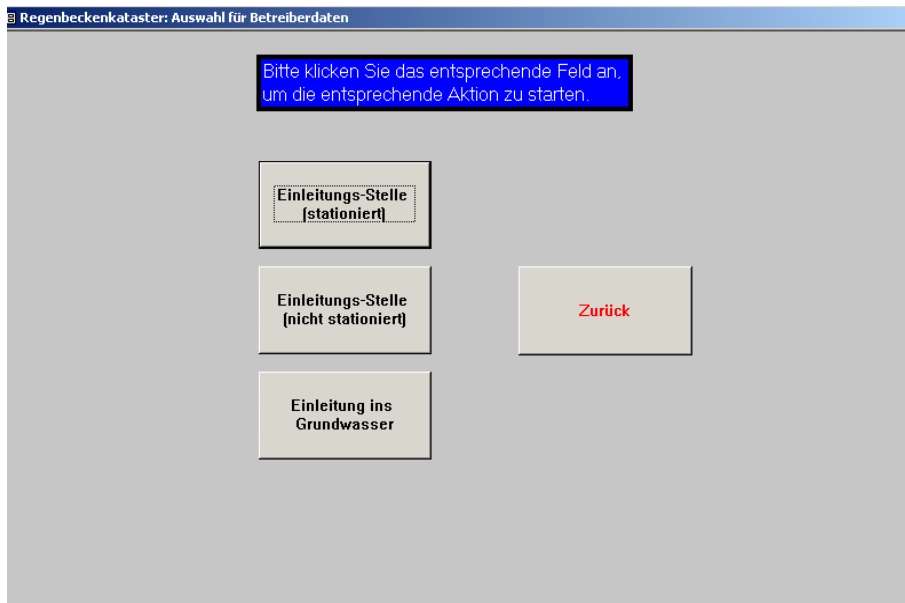 Regenbeckenkataster: Auswahl für Betreiberdaten
Bitte klicken Sie das entsprechende Feld an,
um die entsprechende Aktion zu starten.
Einleitungs-Stelle
(stationiert)
Einleitungs-Stelle
(nicht stationiert)
Zurück
Einleitung ins
Grundwasser